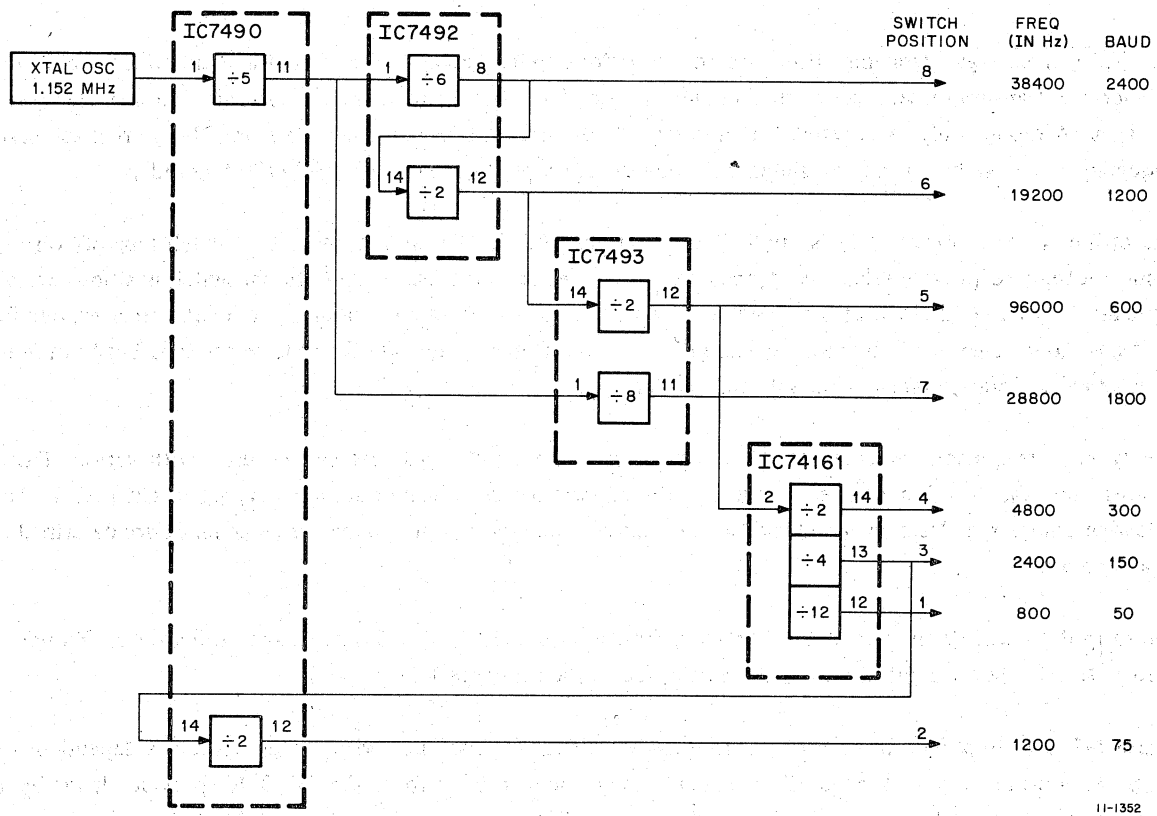 SWITCH POSITION FREQ (IN Hz) BAUD
IC7490
IC7492
XTAL OSC
1.152 MHz
1 ÷5 11
1 ÷6 8
8 38400 2400
14 ÷2 12
6 19200 1200
IC7493
14 ÷2 12
5 96000 600
1 ÷8 11
7 28800 1800
IC74161
2 ÷2 14 4 4800 300
÷4 13 3 2400 150
÷12 12 1 800 50
14 ÷2 12
2 1200 75
11-1352